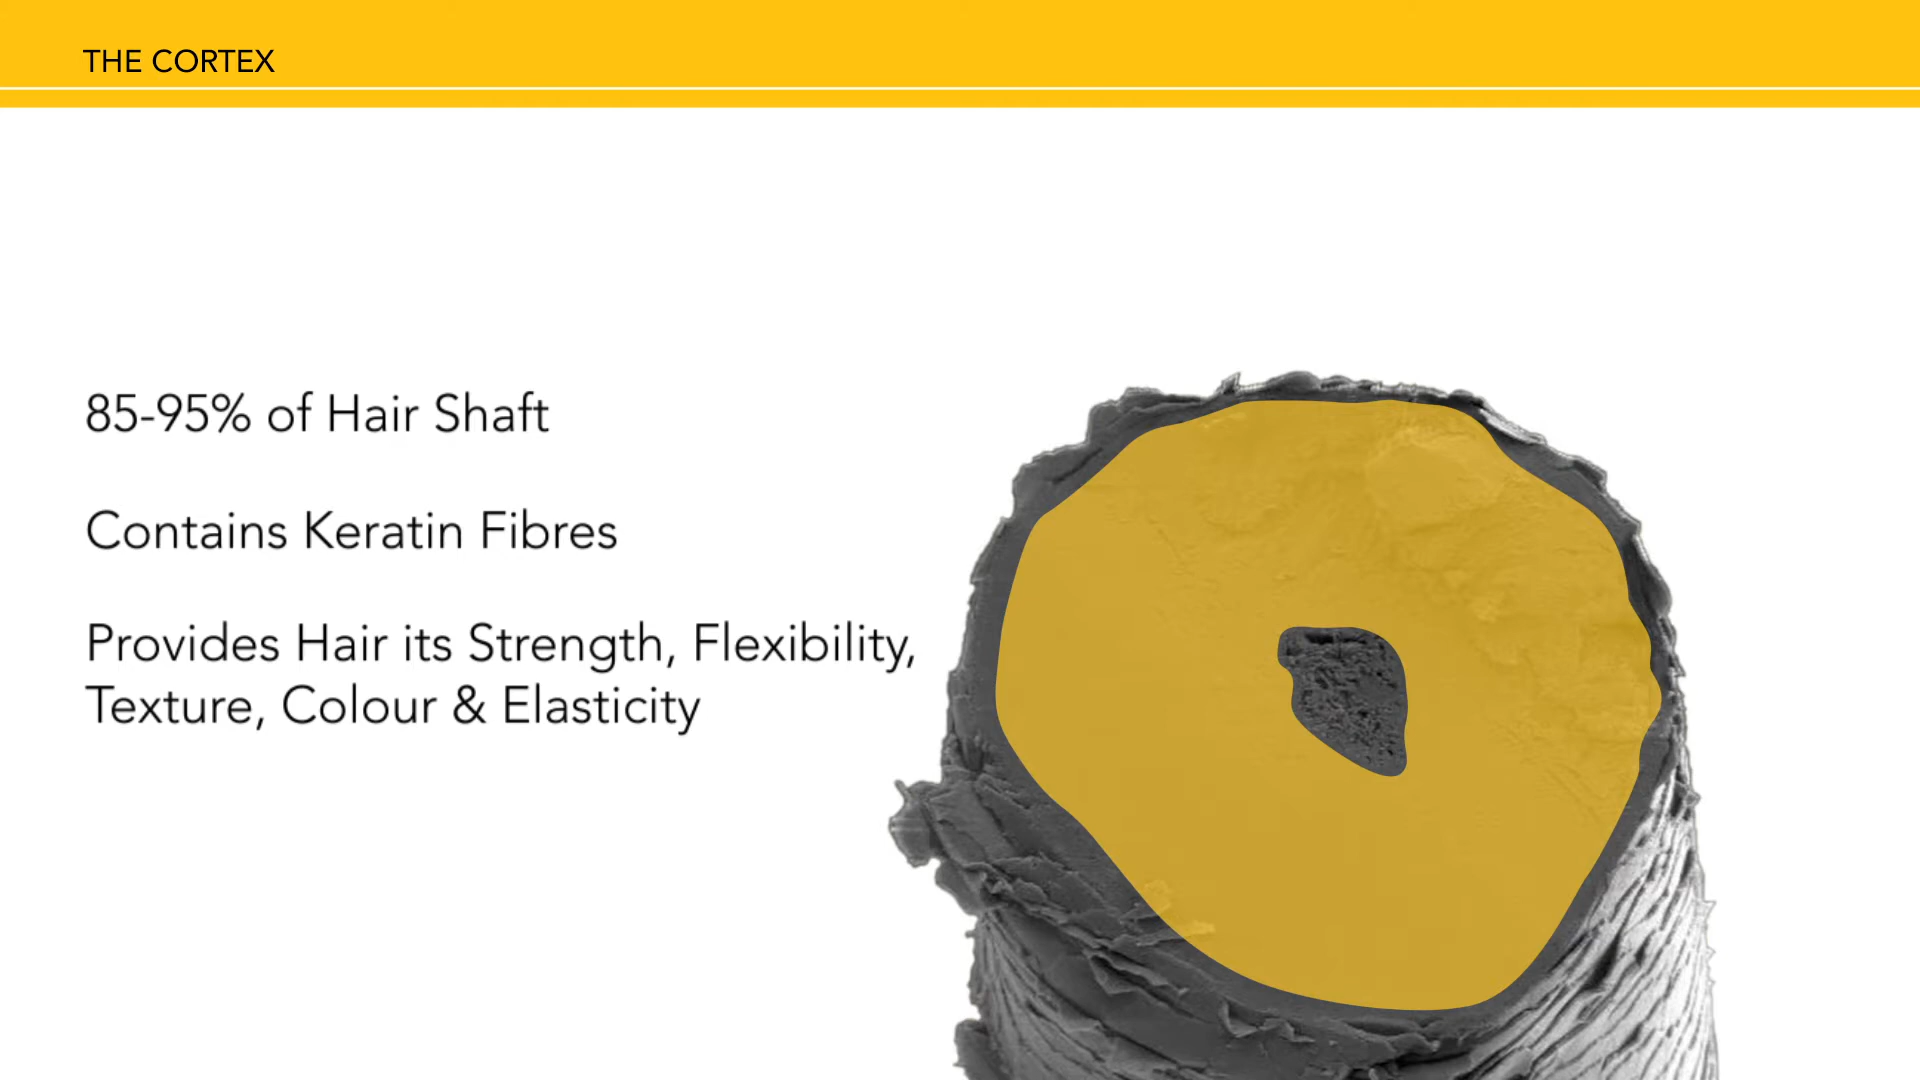 THE CORTEX
85-95% of Hair Shaft
Contains Keratin Fibres
Provides Hair its Strength, Flexibility,
Texture, Colour & Elasticity